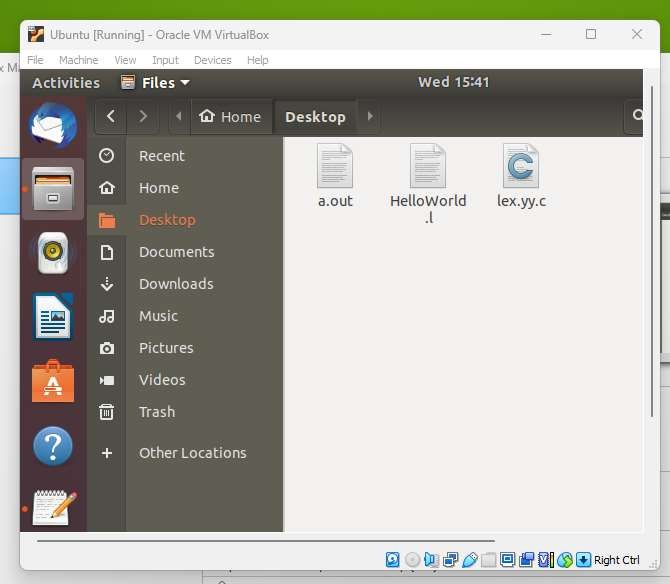 Ubuntu [Running] - Oracle VM VirtualBox
File Machine View Input Devices Help
Activities Files Wed 15:41
Home Desktop
Recent
Home
Desktop
Documents
Downloads
Music
Pictures
Videos
Trash
Other Locations
a.out
HelloWorld
.l
lex.yy.c
Right Ctrl